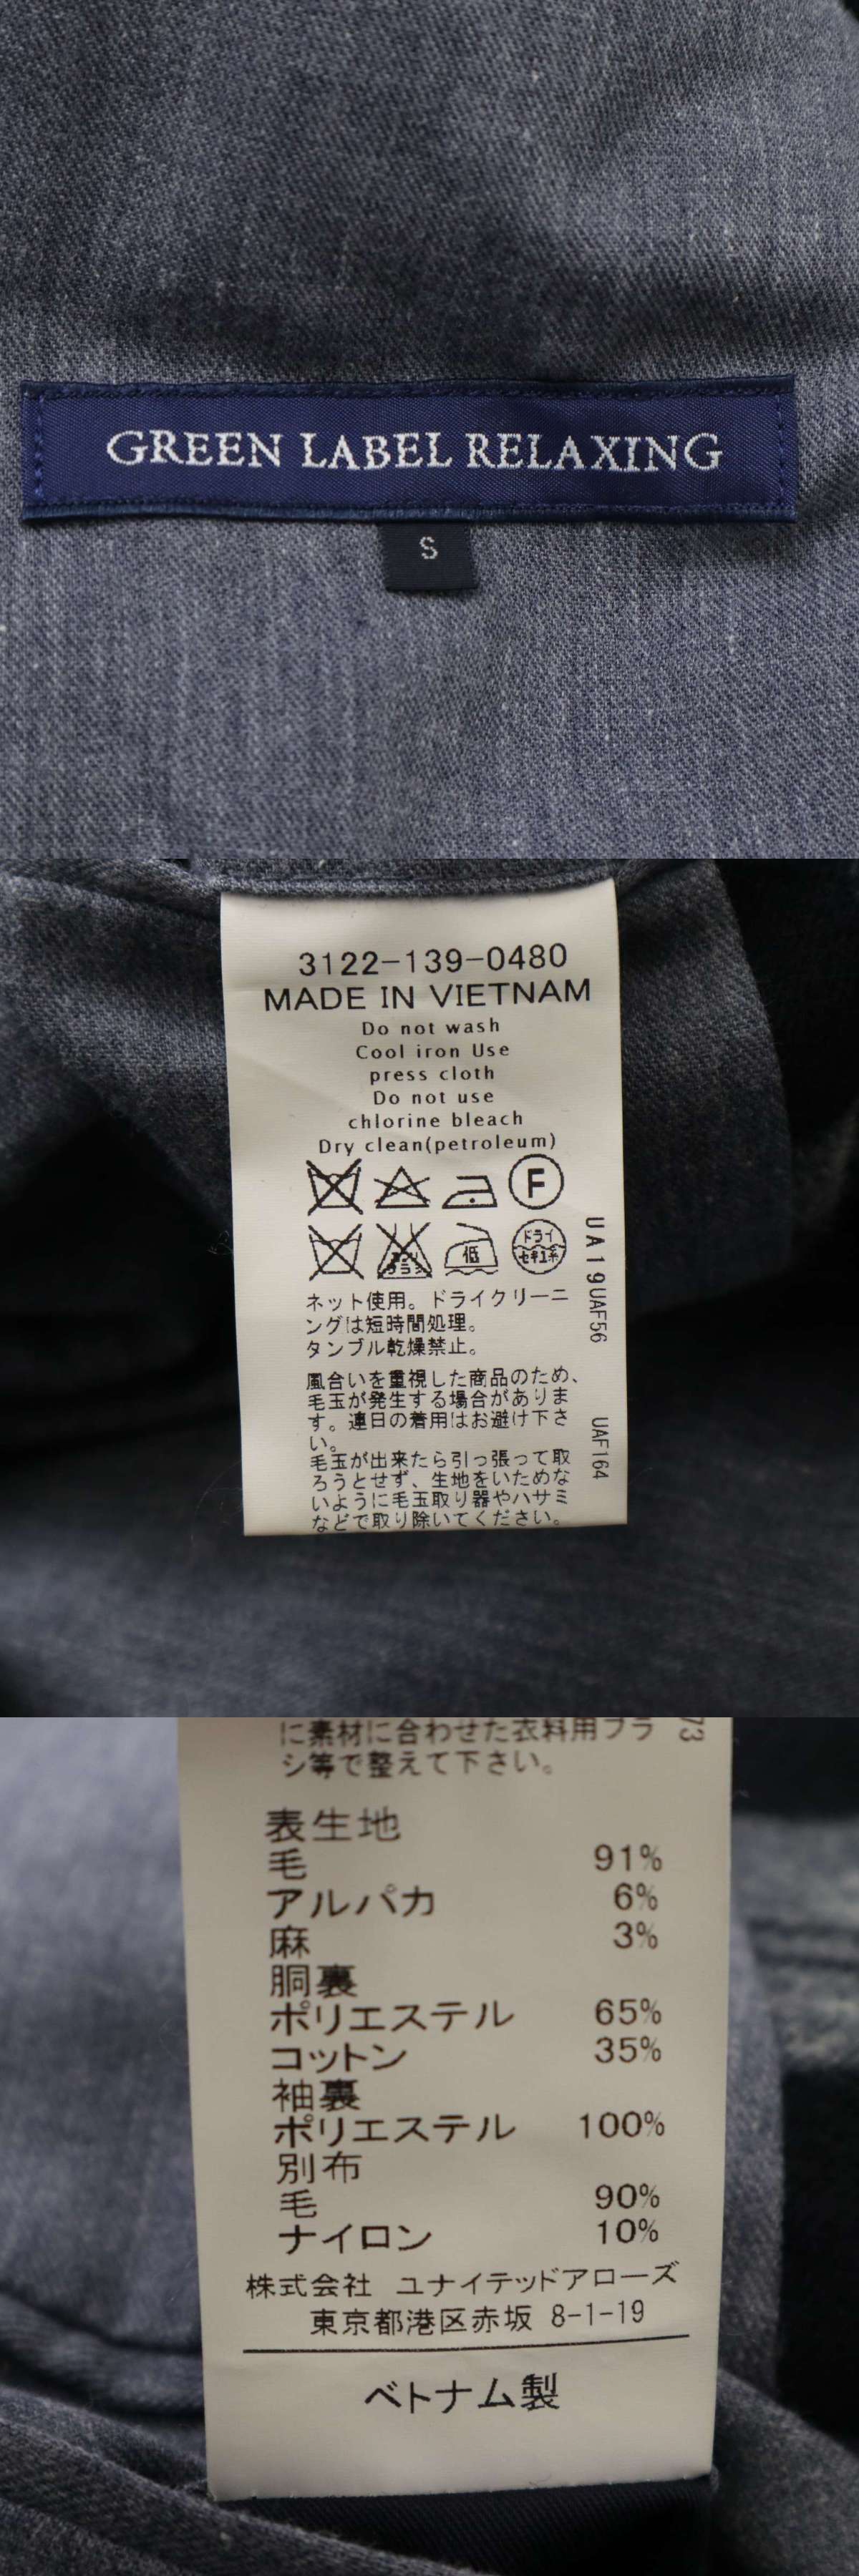 GREEN LABEL RELAXING
S
3122-139-0480
MADE IN VIETNAM
Do not wash
Cool iron Use
press cloth
Do not use
chlorine bleach
Dry clean(petroleum)
F
低
ドライ
セキユ系
ネット使用。ドライクリーニ
ングは短時間処理。
タンブル乾燥禁止。
風合いを重視した商品のため、
毛玉が発生する場合がありま
す。連日の着用はお避け下さ
い。
毛玉が出来たら引っ張って取
ろうとせず、生地をいためな
いように毛玉取り器やハサミ
などで取り除いてください。
UA19
UAF56
UAF164
に素材に合わせた衣料用ブラ
シ等で整えて下さい。
73
表生地
毛 91%
アルパカ 6%
麻 3%
胴裏
ポリエステル 65%
コットン 35%
袖裏
ポリエステル 100%
別布
毛 90%
ナイロン 10%
株式会社 ユナイテッドアローズ
東京都港区赤坂 8-1-19
ベトナム製